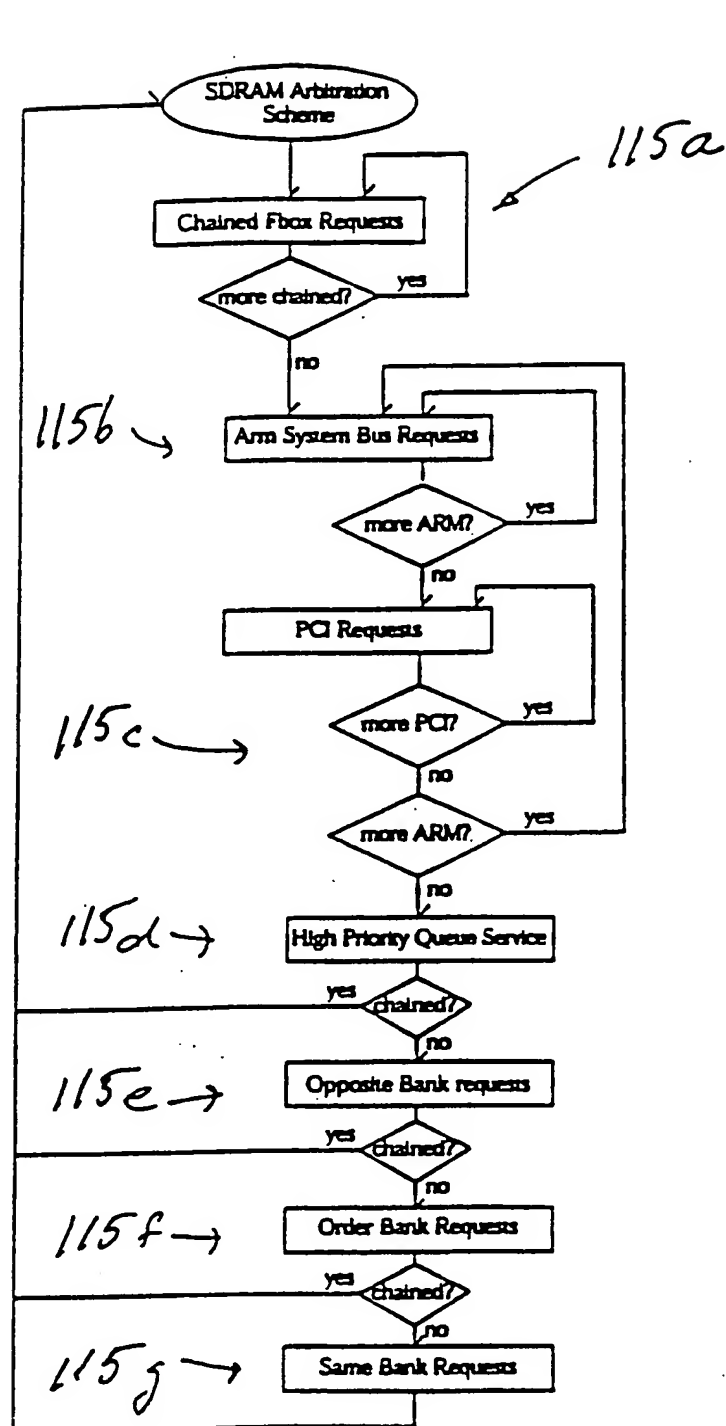 SDRAM Arbitration
Scheme
115a
Chained Fbox Requests
more chained?
yes
no
115b
Arm System Bus Requests
more ARM?
yes
no
PCI Requests
115c
more PCI?
yes
no
more ARM?
yes
no
115d
High Priority Queue Service
yes
chained?
no
115e
Opposite Bank requests
yes
chained?
no
115f
Order Bank Requests
yes
chained?
no
115g
Same Bank Requests